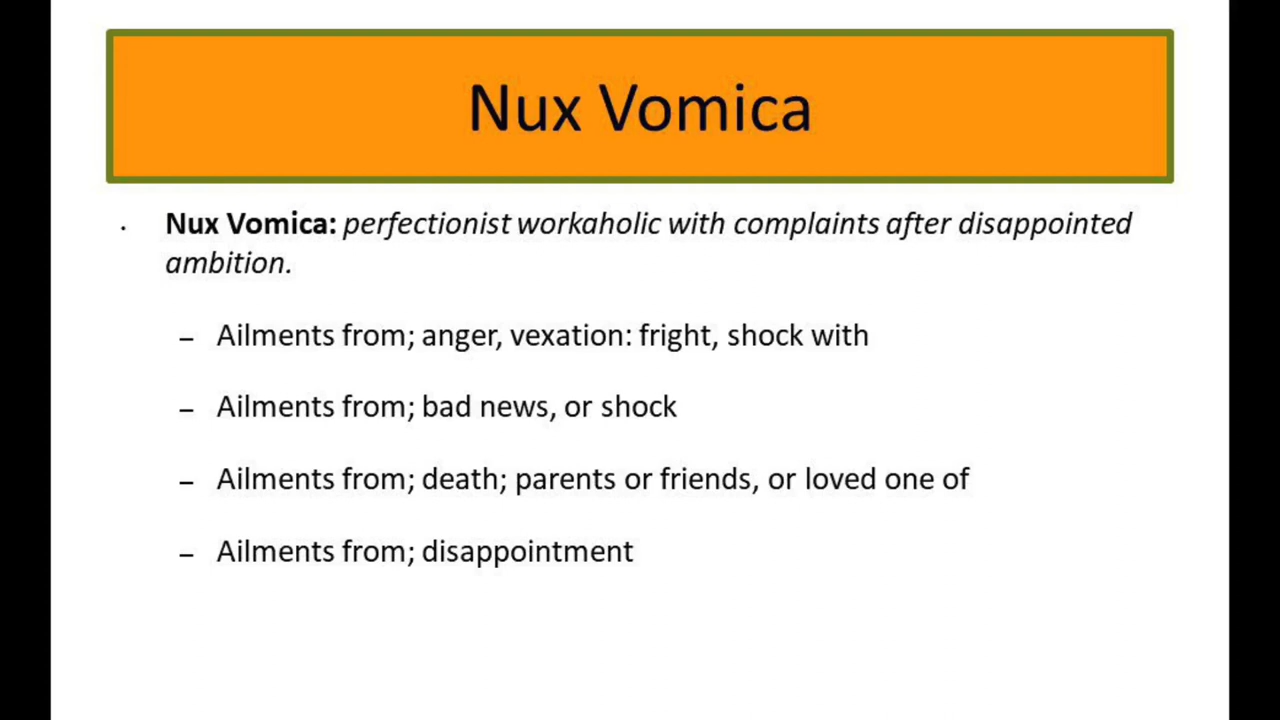 Nux Vomica
· Nux Vomica: perfectionist workaholic with complaints after disappointed
ambition.
– Ailments from; anger, vexation: fright, shock with
– Ailments from; bad news, or shock
– Ailments from; death; parents or friends, or loved one of
– Ailments from; disappointment